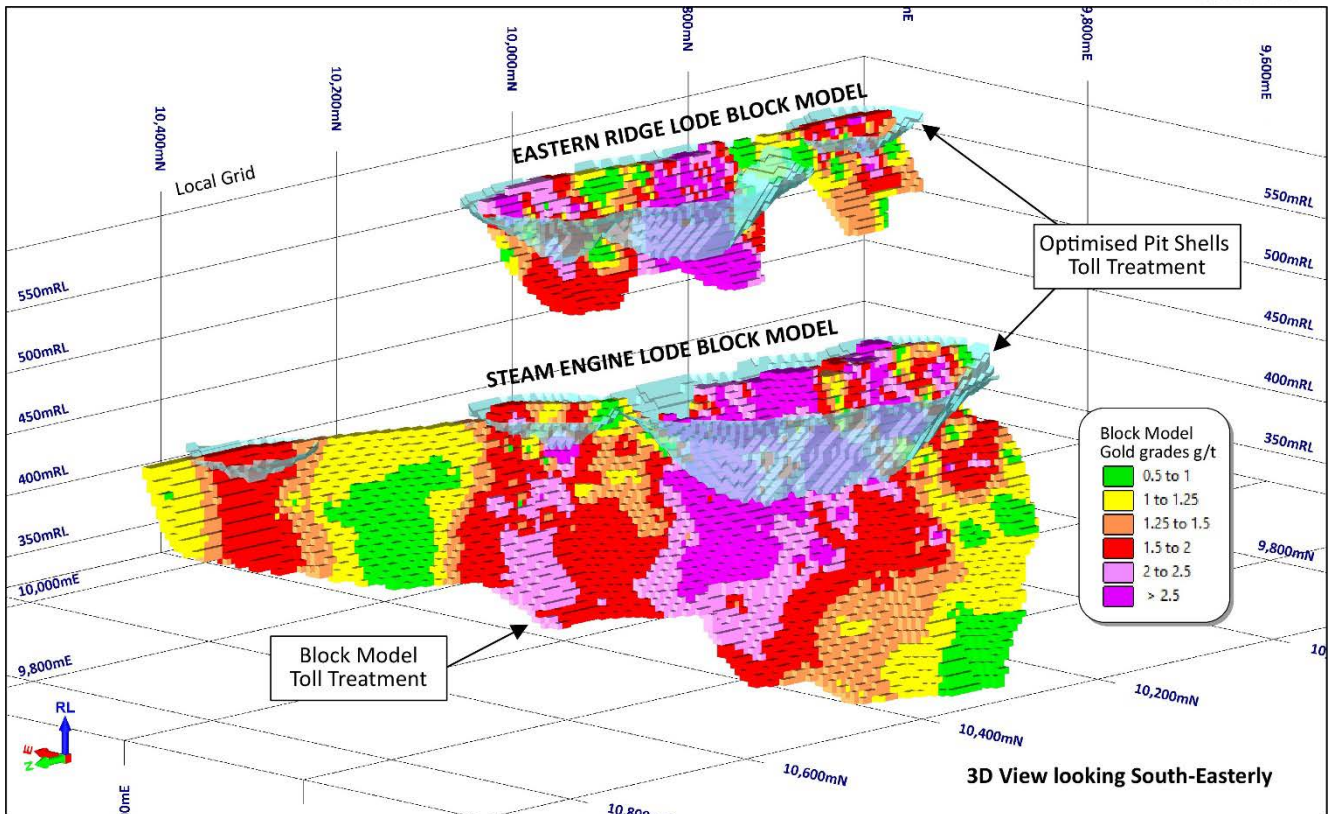 10,400mN
10,200mN
10,000mN
800mN
mE
9,800mE
9,600mE
Local Grid
EASTERN RIDGE LODE BLOCK MODEL
550mRL
500mRL
450mRL
400mRL
350mRL
Optimised Pit Shells
Toll Treatment
550mRL
500mRL
450mRL
400mRL
350mRL
STEAM ENGINE LODE BLOCK MODEL
Block Model
Gold grades g/t
0.5 to 1
1 to 1.25
1.25 to 1.5
1.5 to 2
2 to 2.5
> 2.5
10,000mE
9,800mE
Block Model
Toll Treatment
9,800mN
10,200mN
10,400mN
10,600mN
RL
E
N
3D View looking South-Easterly